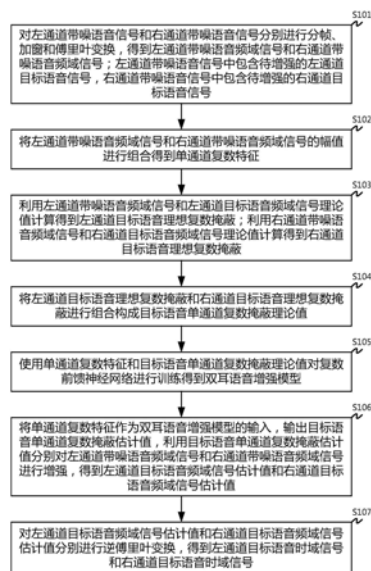 S101
对左通道带噪语音信号和右通道带噪语音信号分别进行分帧、
加窗和傅里叶变换，得到左通道带噪语音频域信号和右通道带
噪语音频域信号；左通道带噪语音信号中包含待增强的左通道
目标语音信号，右通道带噪语音信号中包含待增强的右通道目
标语音信号
S102
将左通道带噪语音频域信号和右通道带噪语音频域信号的幅值
进行组合得到单通道复数特征
S103
利用左通道带噪语音频域信号和左通道目标语音频域信号理论
值计算得到左通道目标语音理想复数掩蔽；利用右通道带噪语
音频域信号和右通道目标语音频域信号理论值计算得到右通道
目标语音理想复数掩蔽
S104
将左通道目标语音理想复数掩蔽和右通道目标语音理想复数掩
蔽进行组合构成目标语音单通道复数掩蔽理论值
S105
使用单通道复数特征和目标语音单通道复数掩蔽理论值对复数
前馈神经网络进行训练得到双耳语音增强模型
S106
将单通道复数特征作为双耳语音增强模型的输入，输出目标语
音单通道复数掩蔽估计值，利用目标语音单通道复数掩蔽估计
值分别对左通道带噪语音频域信号和右通道带噪语音频域信号
进行增强，得到左通道目标语音频域信号估计值和右通道目标
语音频域信号估计值
S107
对左通道目标语音频域信号估计值和右通道目标语音频域信号
估计值分别进行逆傅里叶变换，得到左通道目标语音时域信号
和右通道目标语音时域信号